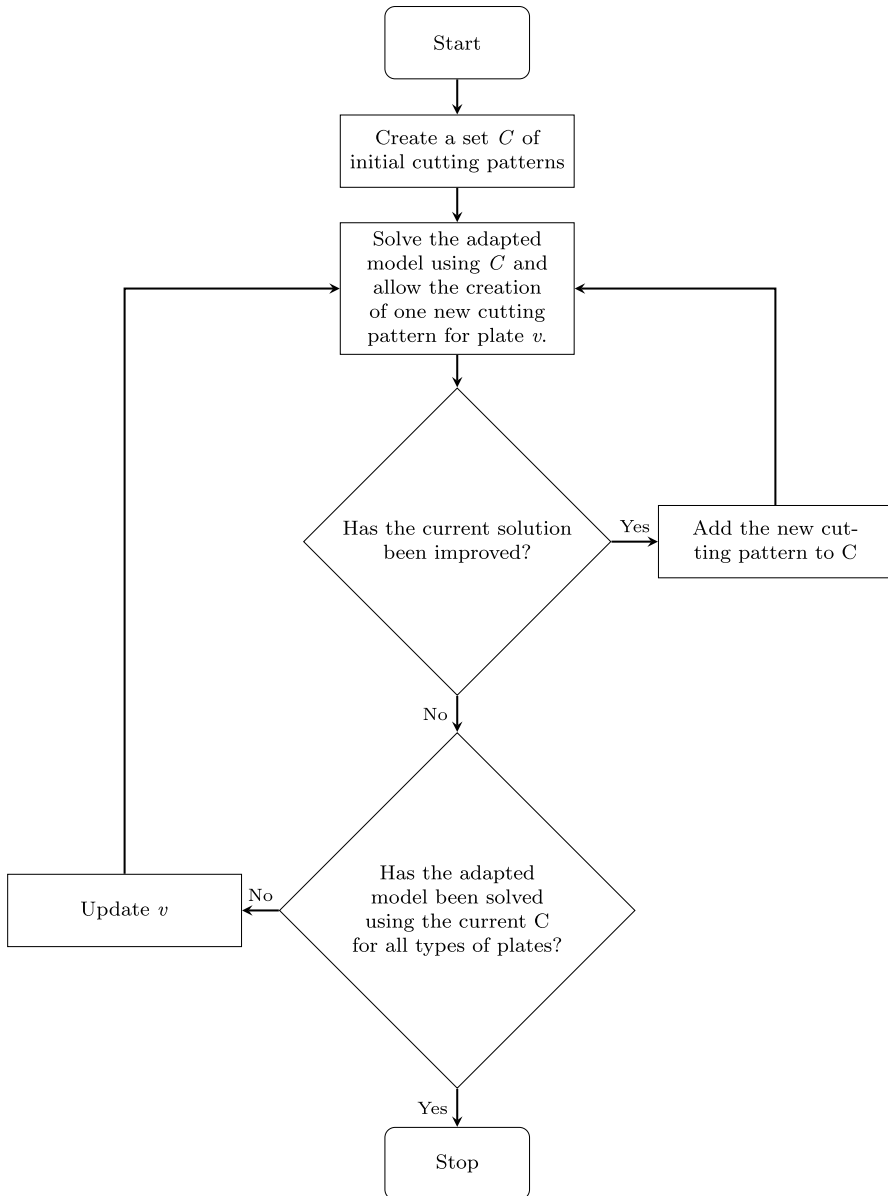 Start
Create a set C of
initial cutting patterns
Solve the adapted
model using C and
allow the creation
of one new cutting
pattern for plate v.
Has the current solution
been improved?
Yes
Add the new cut-
ting pattern to C
No
Has the adapted
model been solved
using the current C
for all types of plates?
No
Update v
Yes
Stop